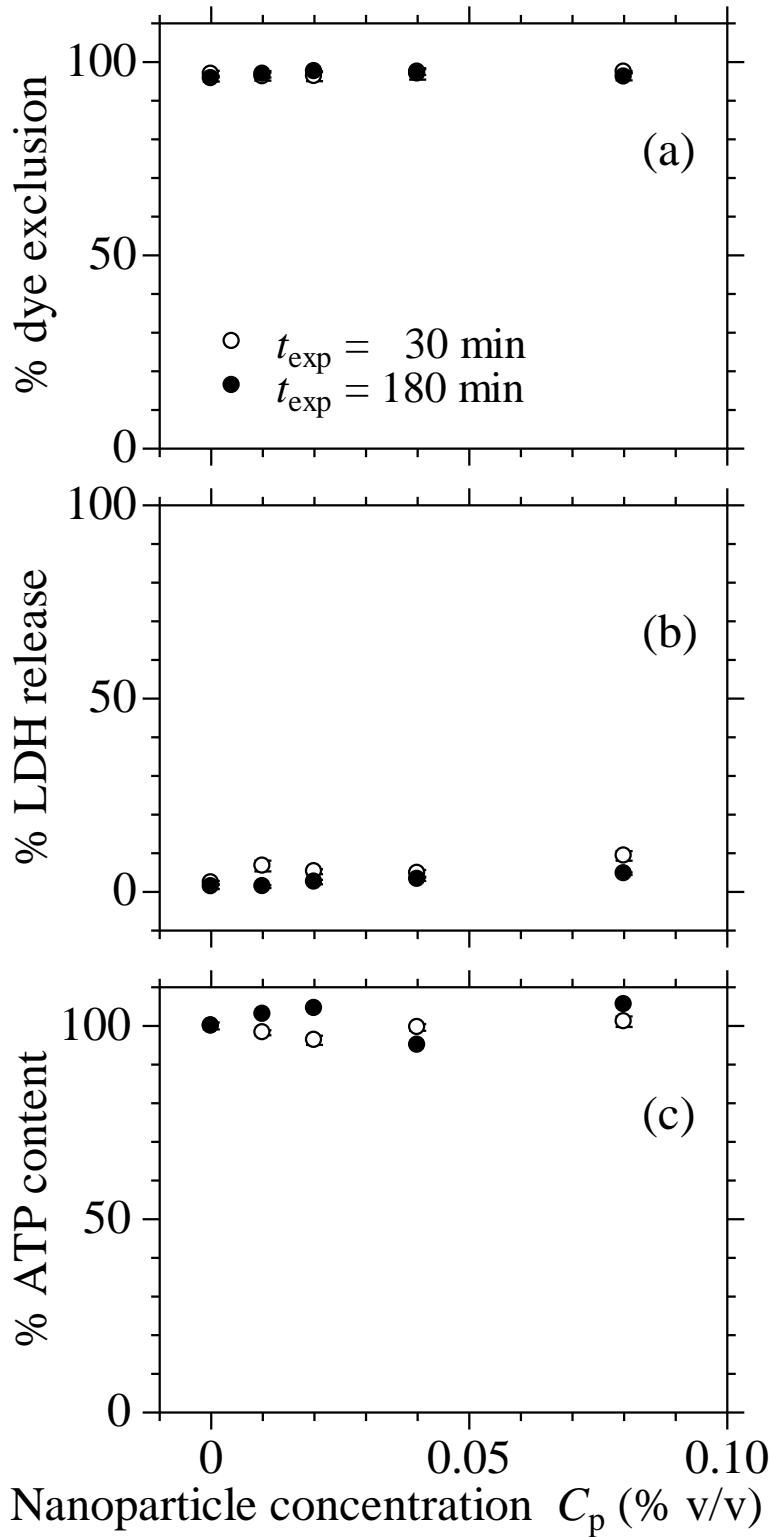 % dye exclusion
100
50
0
(a)
t_exp = 30 min
t_exp = 180 min
% LDH release
100
50
0
(b)
% ATP content
100
50
0
(c)
0 0.05 0.10
Nanoparticle concentration C_p (% v/v)